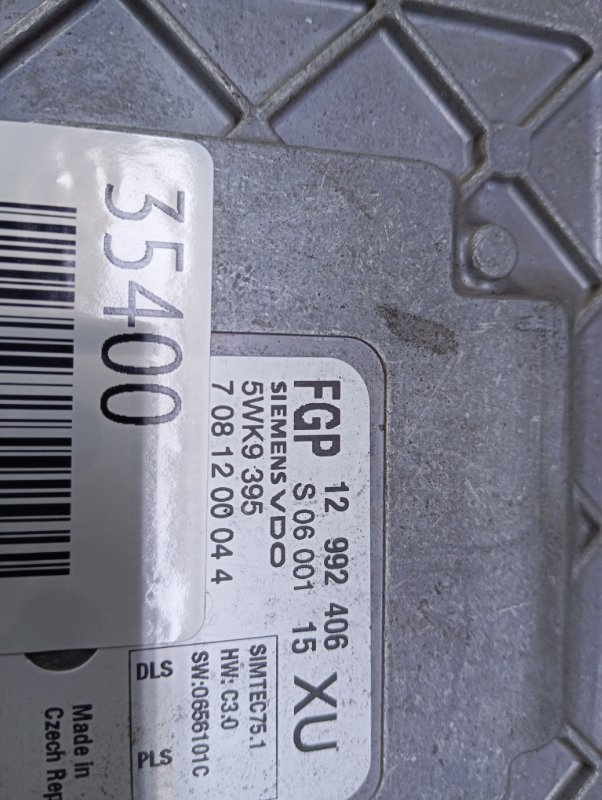 35400
FGP 12 992 406 XU
S 06 001 15
SIEMENS VDO
5WK9 395
7 08 12 00 04 4
SIMTEC75.1
HW: C3.0
SW:0656101C
DLS PLS
Made in
Czech Rep